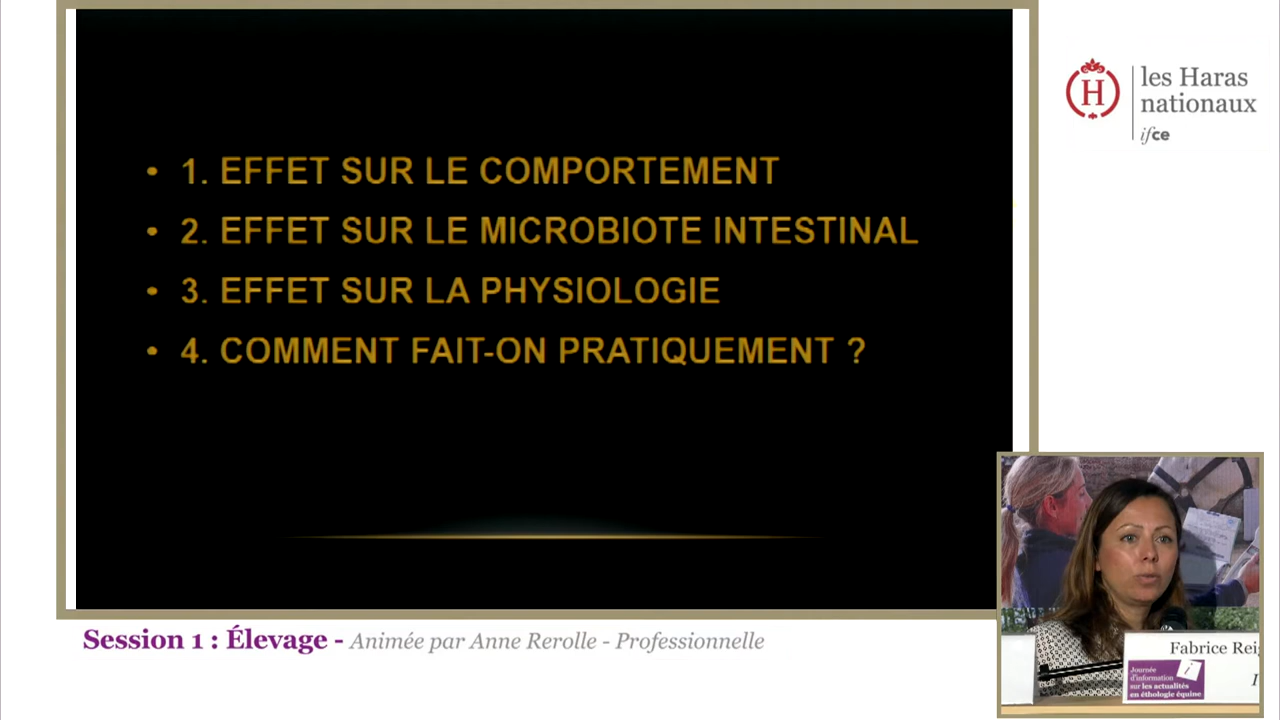 • 1. EFFET SUR LE COMPORTEMENT
• 2. EFFET SUR LE MICROBIOTE INTESTINAL
• 3. EFFET SUR LA PHYSIOLOGIE
• 4. COMMENT FAIT-ON PRATIQUEMENT ?
H
les Haras
nationaux
ifce
Session 1 : Élevage - Animée par Anne Rerolle - Professionnelle
Fabrice
Journée
d'information
sur les actualités
en éthologie équine